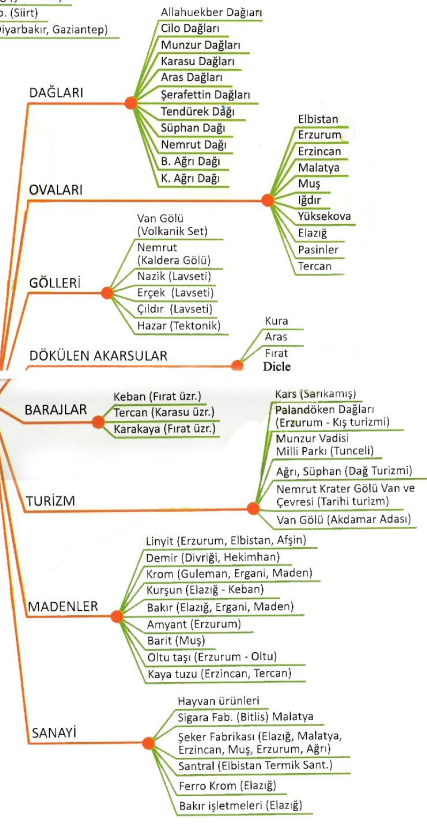 p. (Siirt)
Diyarbakır, Gaziantep)
DAĞLARI
Allahuekber Dağları
Cilo Dağları
Munzur Dağları
Karasu Dağları
Aras Dağları
Şerafettin Dağları
Tendürek Dağı
Süphan Dağı
Nemrut Dağı
B. Ağrı Dağı
K. Ağrı Dağı
OVALARI
Elbistan
Erzurum
Erzincan
Malatya
Muş
Iğdır
Yüksekova
Elazığ
Pasinler
Tercan
GÖLLERİ
Van Gölü
(Volkanik Set)
Nemrut
(Kaldera Gölü)
Nazik (Lavseti)
Erçek (Lavseti)
Çıldır (Lavseti)
Hazar (Tektonik)
DÖKÜLEN AKARSULAR
Kura
Aras
Fırat
Dicle
BARAJLAR
Keban (Fırat üzr.)
Tercan (Karasu üzr.)
Karakaya (Fırat üzr.)
TURİZM
Kars (Sarıkamış)
Palandöken Dağları
(Erzurum - Kış turizmi)
Munzur Vadisi
Milli Parkı (Tunceli)
Ağrı, Süphan (Dağ Turizmi)
Nemrut Krater Gölü Van ve
Çevresi (Tarihi turizm)
Van Gölü (Akdamar Adası)
MADENLER
Linyit (Erzurum, Elbistan, Afşin)
Demir (Divriği, Hekimhan)
Krom (Guleman, Ergani, Maden)
Kurşun (Elazığ - Keban)
Bakır (Elazığ, Ergani, Maden)
Amyant (Erzurum)
Barit (Muş)
Oltu taşı (Erzurum - Oltu)
Kaya tuzu (Erzincan, Tercan)
SANAYİ
Hayvan ürünleri
Sigara Fab. (Bitlis) Malatya
Şeker Fabrikası (Elazığ, Malatya,
Erzincan, Muş, Erzurum, Ağrı)
Santral (Elbistan Termik Sant.)
Ferro Krom (Elazığ)
Bakır işletmeleri (Elazığ)